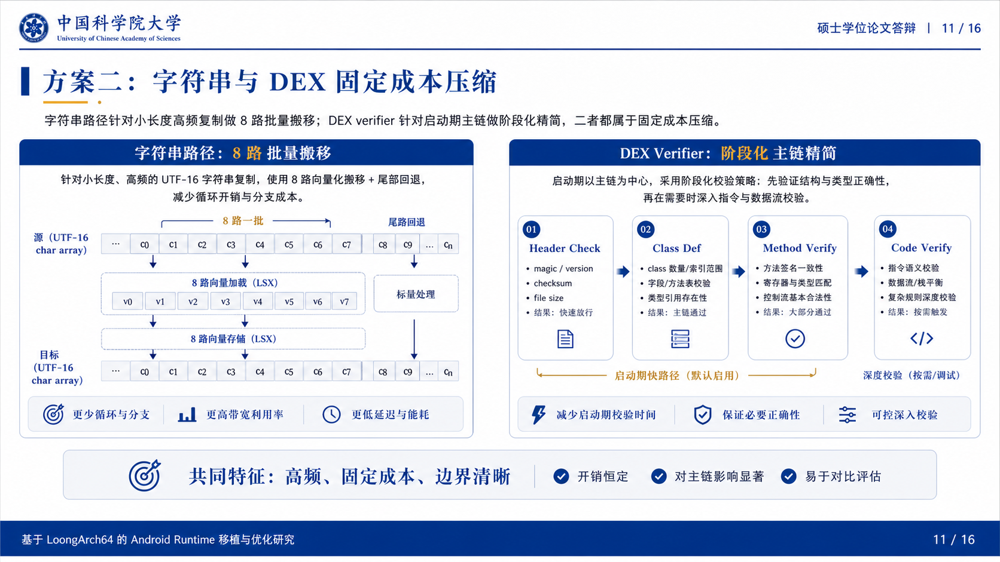 中国科学院大学
University of Chinese Academy of Sciences
硕士学位论文答辩 | 11 / 16
方案二：字符串与 DEX 固定成本压缩
字符串路径针对小长度高频复制做 8 路批量搬移；DEX verifier 针对启动期主链做阶段化精简，二者都属于固定成本压缩。
字符串路径：8 路 批量搬移
针对小长度、高频的 UTF-16 字符串复制，使用 8 路向量化搬移 + 尾部回退，
减少循环开销与分支成本。
8 路一批
尾路回退
源（UTF-16
char array）
... c0 c1 c2 c3 c4 c5 c6 c7 c8 c9 ... cn
8 路向量加载（LSX）
v0 v1 v2 v3 v4 v5 v6 v7
标量处理
8 路向量存储（LSX）
目标
（UTF-16
char array）
... c0 c1 c2 c3 c4 c5 c6 c7 c8 c9 ... cn
更少循环与分支
更高带宽利用率
更低延迟与能耗
DEX Verifier：阶段化 主链精简
启动期以主链为中心，采用阶段化校验策略：先验证结构与类型正确性，
再在需要时深入指令与数据流校验。
01
Header Check
• magic / version
• checksum
• file size
• 结果：快速放行
02
Class Def
• class 数量/索引范围
• 字段/方法表校验
• 类型引用存在性
• 结果：主链通过
03
Method Verify
• 方法签名一致性
• 寄存器与类型匹配
• 控制流基本合法性
• 结果：大部分通过
04
Code Verify
• 指令语义校验
• 数据流/栈平衡
• 复杂规则深度校验
• 结果：按需触发
启动期快路径（默认启用）
深度校验（按需/调试）
减少启动期校验时间
保证必要正确性
可控深入校验
共同特征：高频、固定成本、边界清晰
开销恒定
对主链影响显著
易于对比评估
基于 LoongArch64 的 Android Runtime 移植与优化研究
11 / 16